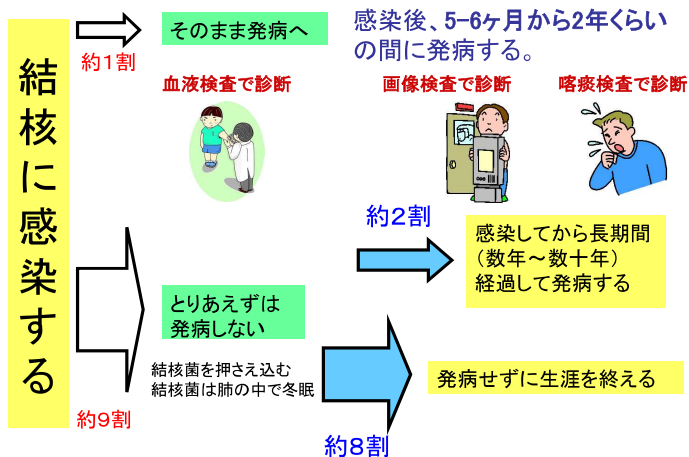 結核に感染する
約1割
そのまま発病へ
感染後、5-6ヶ月から2年くらい
の間に発病する。
血液検査で診断
画像検査で診断
喀痰検査で診断
約2割
感染してから長期間
（数年～数十年）
経過して発病する
とりあえずは
発病しない
結核菌を押さえ込む
結核菌は肺の中で冬眠
約9割
発病せずに生涯を終える
約8割